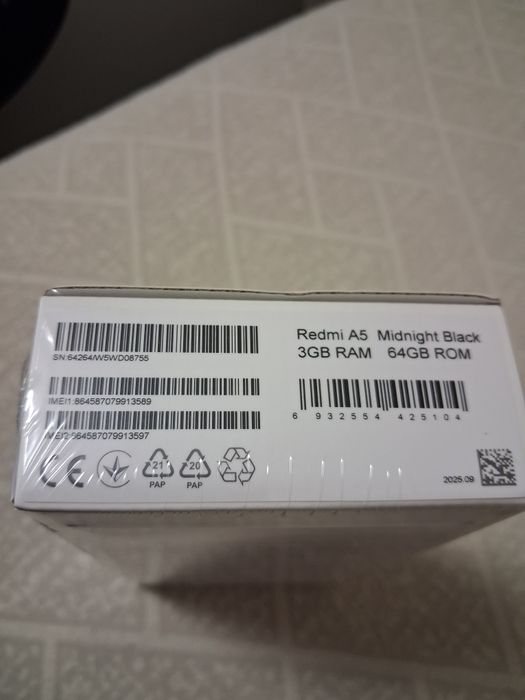 SN:64264/W5WD08755
IMEI1:864587079913589
IMEI2:864587079913597
CE
21
PAP
20
PAP
Redmi A5 Midnight Black
3GB RAM 64GB ROM
6 932554 425104
2025.09